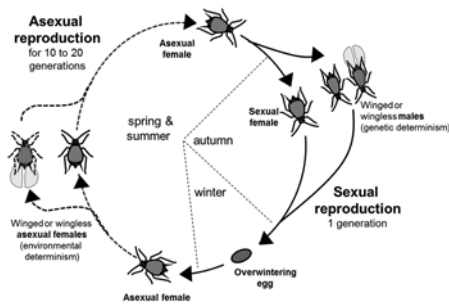 Asexual
reproduction
for 10 to 20
generations
Asexual
female
Winged or
wingless males
(genetic determinism)
Sexual
female
spring &
summer
autumn
winter
Sexual
reproduction
1 generation
Winged or wingless
asexual females
(environmental
determinism)
Asexual female
Overwintering
egg